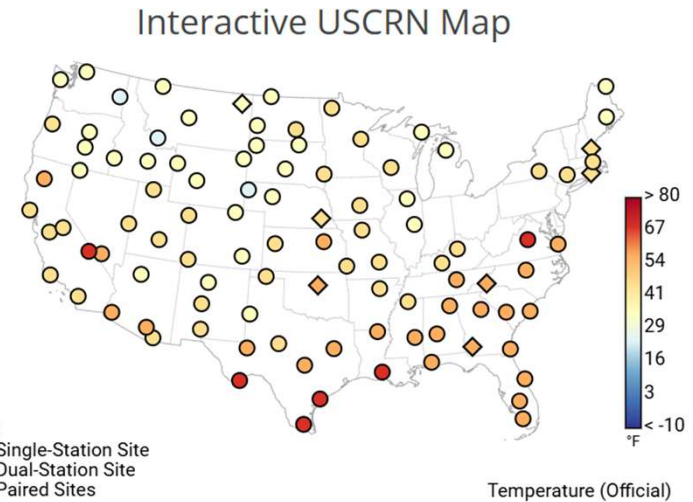 Interactive USCRN Map
> 80
67
54
41
29
16
3
< -10
°F
Single-Station Site
Dual-Station Site
Paired Sites
Temperature (Official)